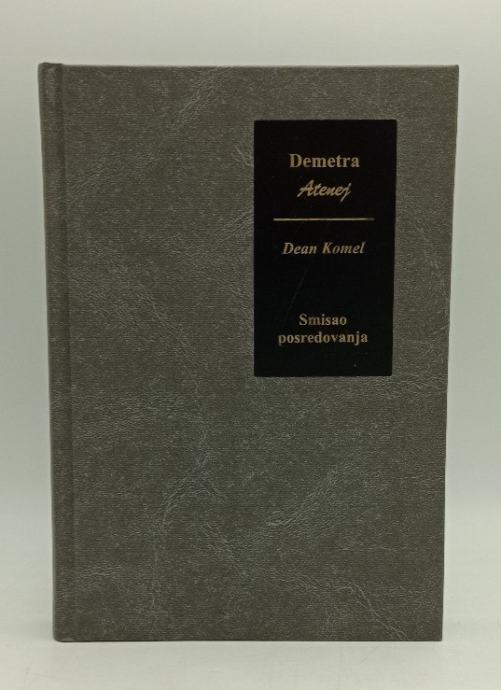 Demetra
Atenej
Dean Komel
Smisao
posredovanja